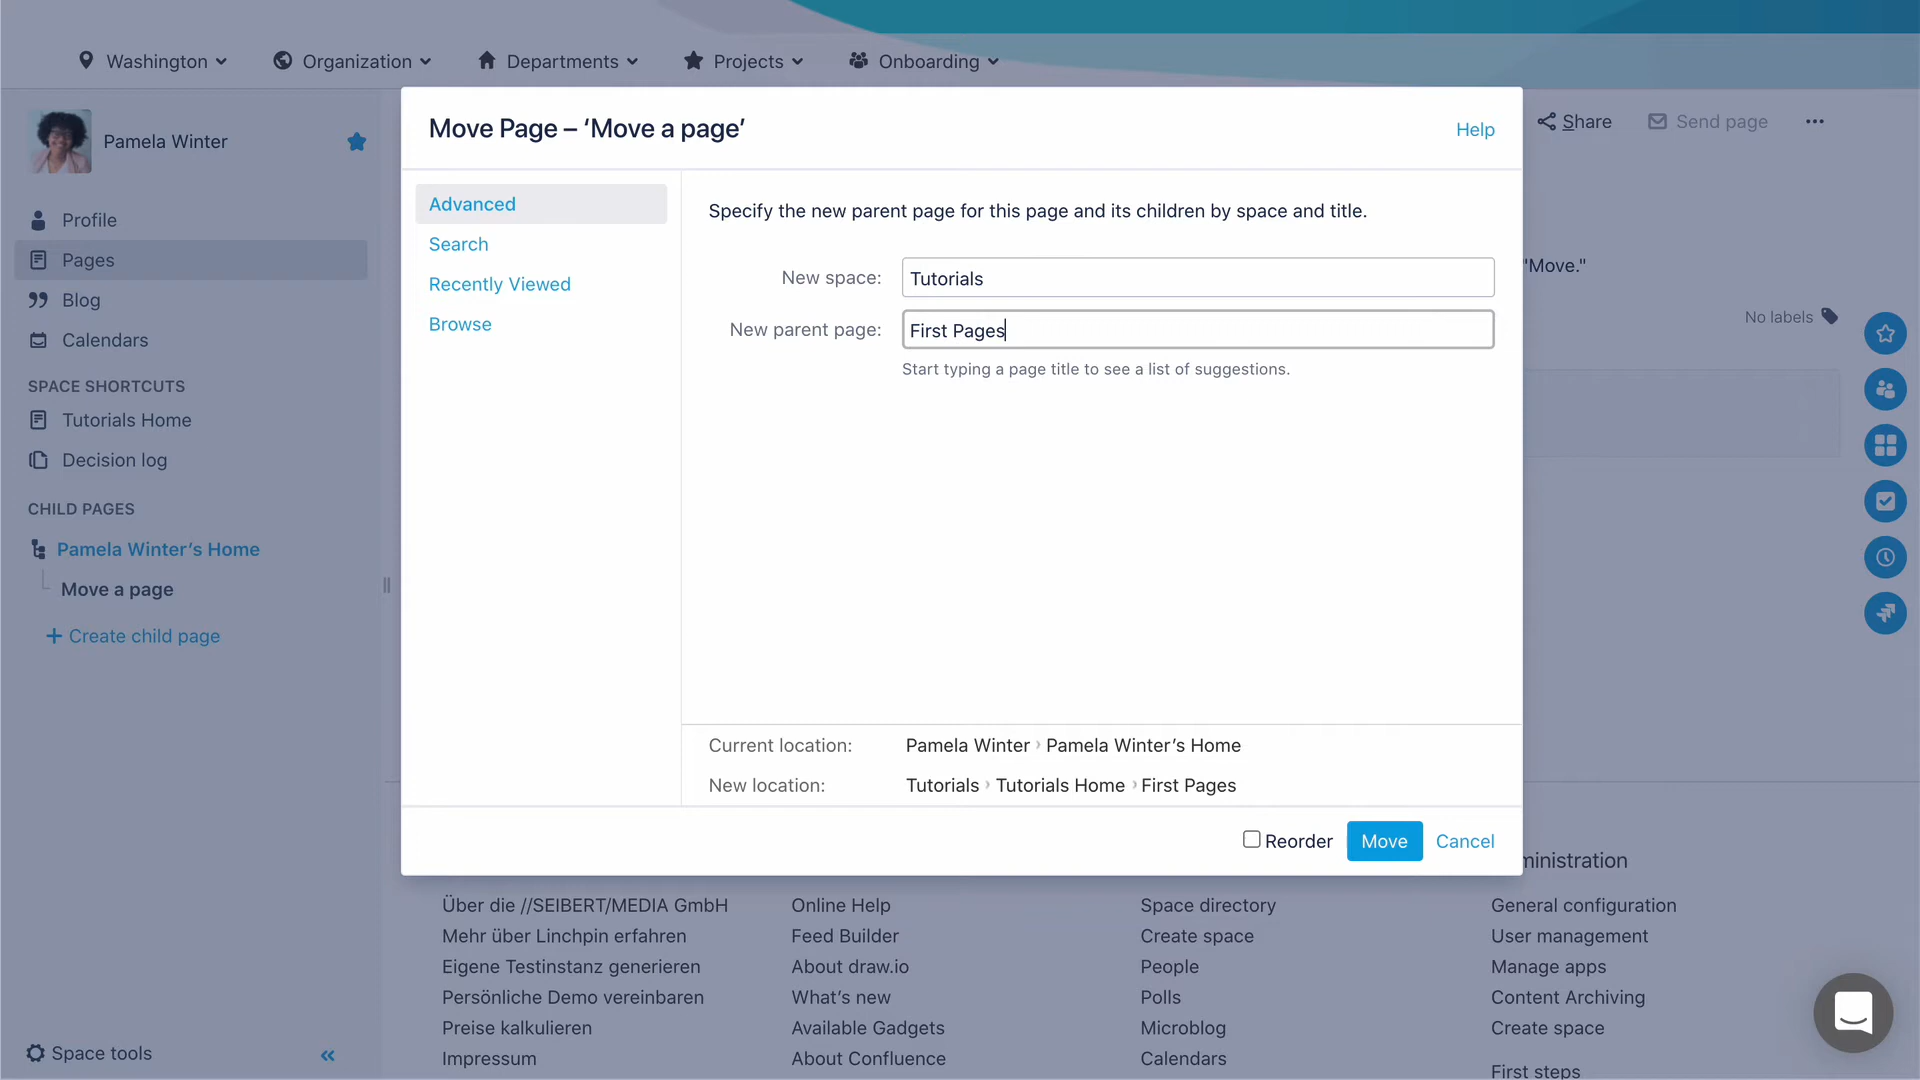 Washington
Organization
Departments
Projects
Onboarding
Pamela Winter
Share
Send page
Profile
Pages
Blog
Calendars
SPACE SHORTCUTS
Tutorials Home
Decision log
CHILD PAGES
Pamela Winter’s Home
Move a page
+ Create child page
Space tools
Move Page – ‘Move a page’
Help
Advanced
Search
Recently Viewed
Browse
Specify the new parent page for this page and its children by space and title.
New space: Tutorials
New parent page: First Pages
Start typing a page title to see a list of suggestions.
Current location: Pamela Winter › Pamela Winter’s Home
New location: Tutorials › Tutorials Home › First Pages
Reorder
Move
Cancel
"Move."
No labels
ministration
Über die //SEIBERT/MEDIA GmbH
Mehr über Linchpin erfahren
Eigene Testinstanz generieren
Persönliche Demo vereinbaren
Preise kalkulieren
Impressum
Online Help
Feed Builder
About draw.io
What’s new
Available Gadgets
About Confluence
Space directory
Create space
People
Polls
Microblog
Calendars
General configuration
User management
Manage apps
Content Archiving
Create space
First steps